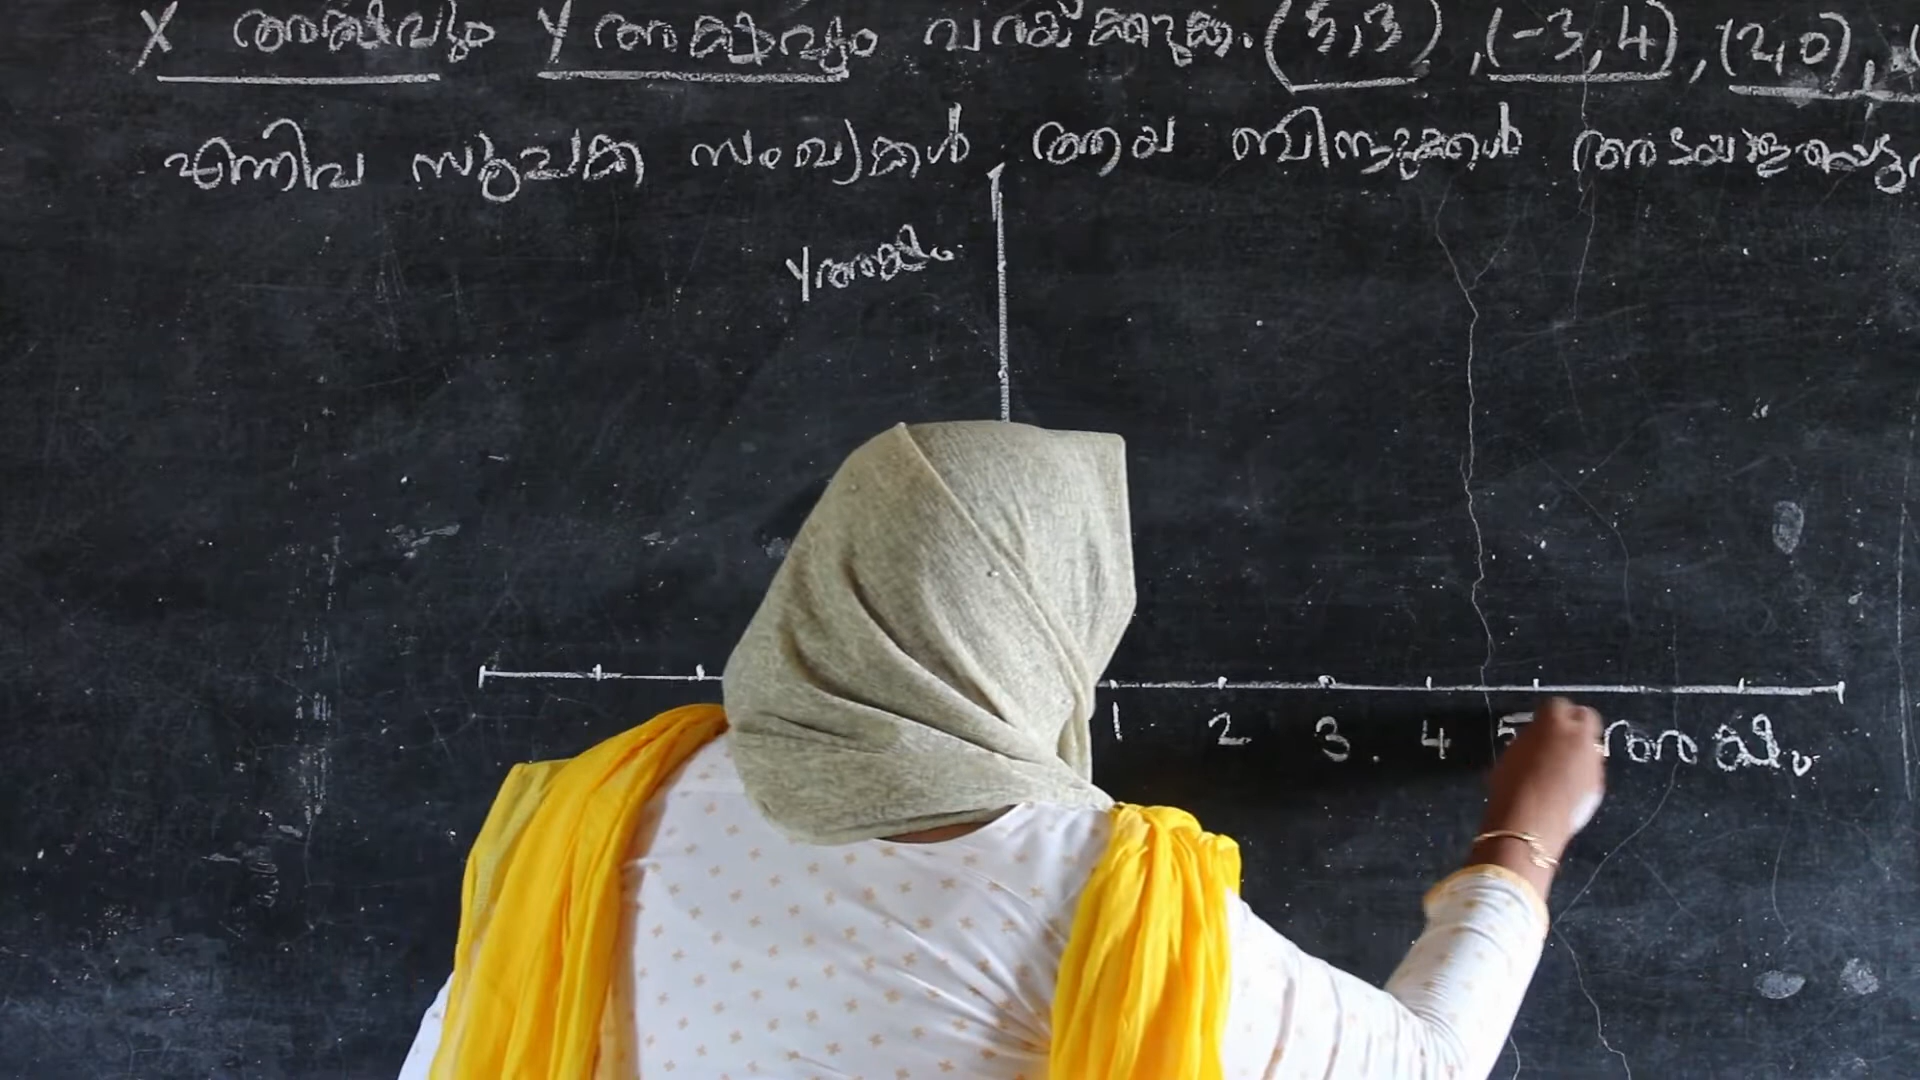 X അക്ഷവും Y അക്ഷവും വരയ്ക്കുക. (5,3), (-3,4), (2,0), (
എന്നിവ സൂചക സംഖ്യകൾ ആയ ബിന്ദുക്കൾ അടയാളപ്പെടു
Y അക്ഷം
1 2 3. 4 5
അക്ഷം